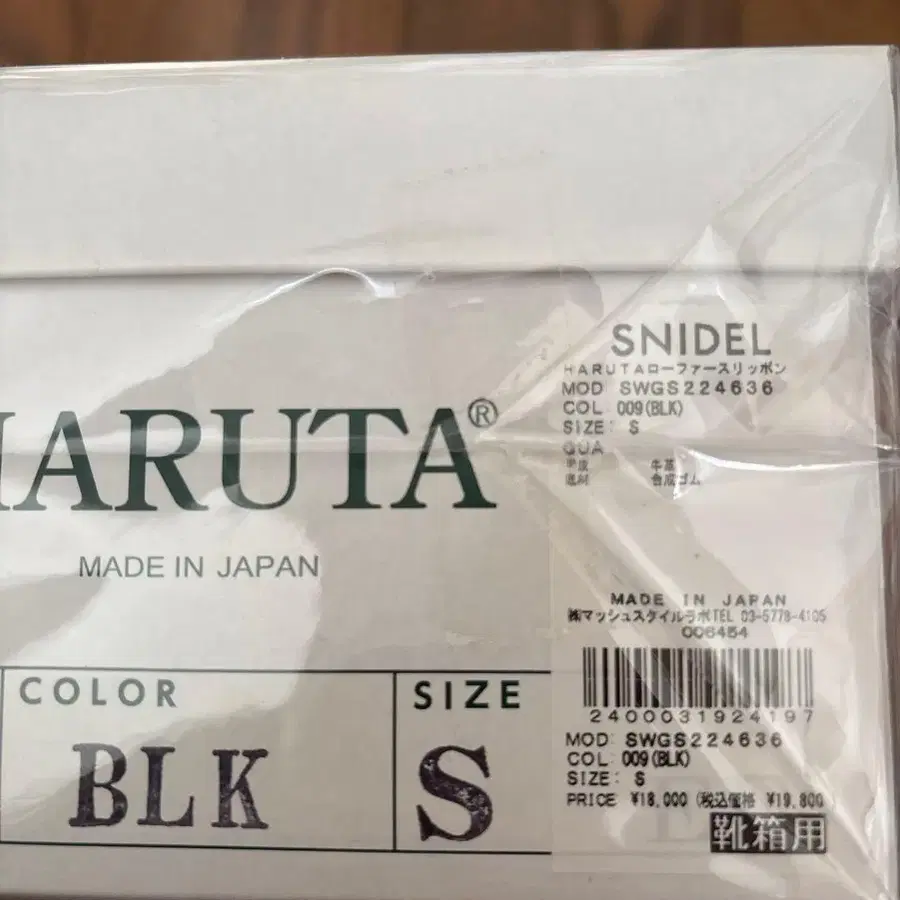 HARUTA®
MADE IN JAPAN
COLOR
BLK
SIZE
S
SNIDEL
HARUTAローファースリッポン
MOD SWGS224636
COL 009(BLK)
SIZE: S
QUA
甲皮 牛革
底材 合成ゴム
MADE IN JAPAN
㈱マッシュスタイルラボTEL 03-5778-4105
006454
2400031924197
MOD: SWGS224636
COL: 009(BLK)
SIZE: S
PRICE ¥18,000 (税込価格 ¥19,800)
靴箱用